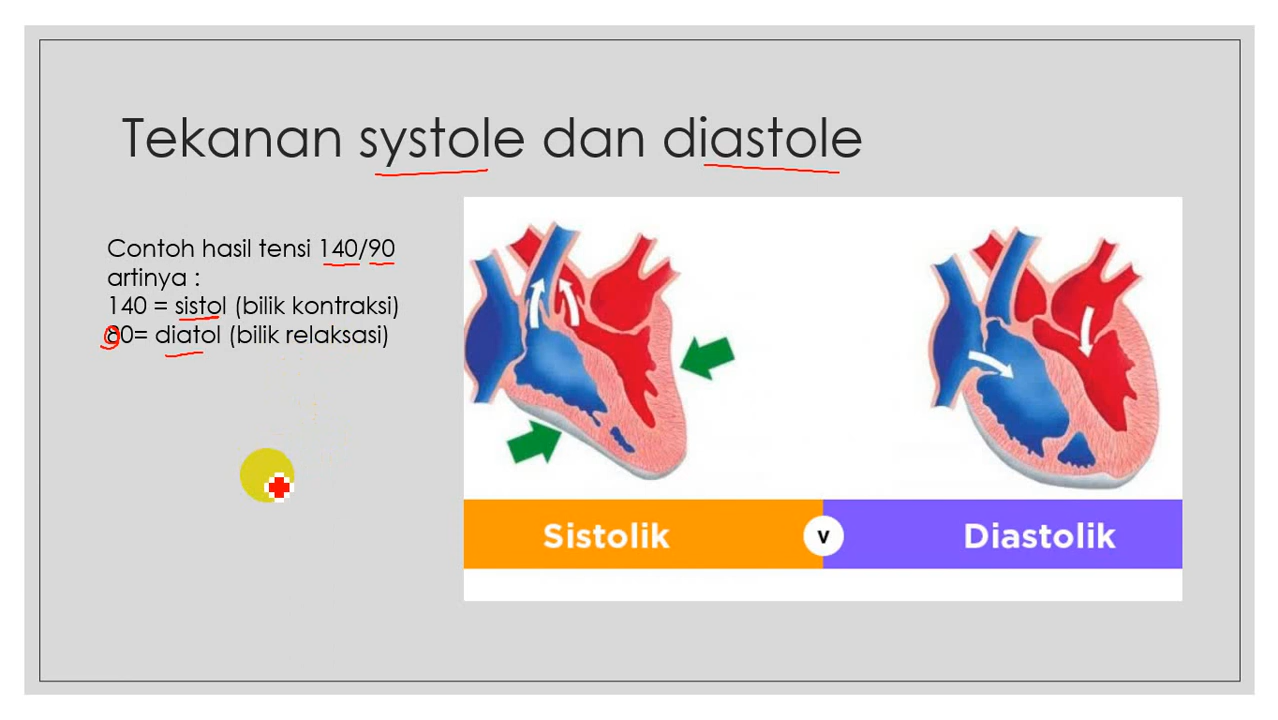 Tekanan systole dan diastole
Contoh hasil tensi 140/90
artinya :
140 = sistol (bilik kontraksi)
90= diatol (bilik relaksasi)
Sistolik
v
Diastolik